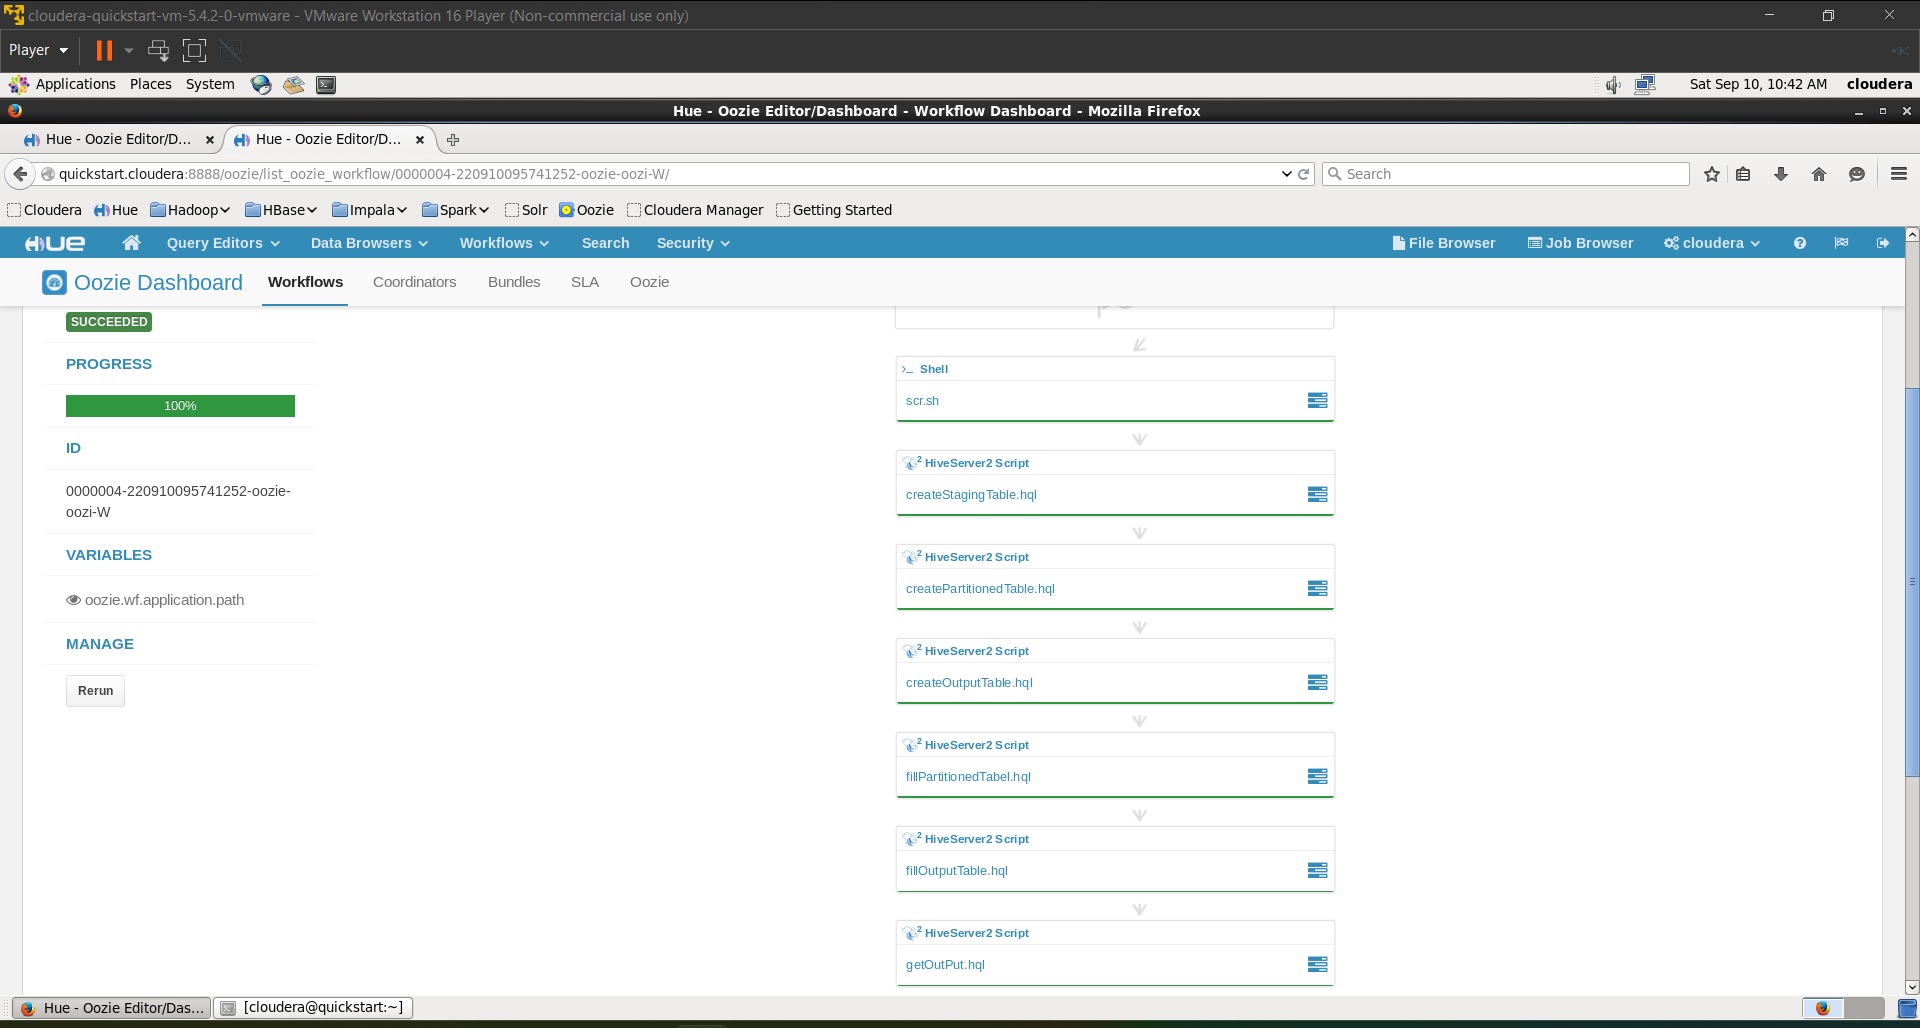 cloudera-quickstart-vm-5.4.2-0-vmware - VMware Workstation 16 Player (Non-commercial use only)
Player
Applications Places System Sat Sep 10, 10:42 AM cloudera
Hue - Oozie Editor/Dashboard - Workflow Dashboard - Mozilla Firefox
Hue - Oozie Editor/D... Hue - Oozie Editor/D...
quickstart.cloudera:8888/oozie/list_oozie_workflow/0000004-220910095741252-oozie-oozi-W/ Search
Cloudera Hue Hadoop HBase Impala Spark Solr Oozie Cloudera Manager Getting Started
HUE Query Editors Data Browsers Workflows Search Security File Browser Job Browser cloudera
Oozie Dashboard Workflows Coordinators Bundles SLA Oozie
SUCCEEDED
PROGRESS
100%
ID
0000004-220910095741252-oozie-
oozi-W
VARIABLES
oozie.wf.application.path
MANAGE
Rerun
Shell
scr.sh
2 HiveServer2 Script
createStagingTable.hql
2 HiveServer2 Script
createPartitionedTable.hql
2 HiveServer2 Script
createOutputTable.hql
2 HiveServer2 Script
fillPartitionedTabel.hql
2 HiveServer2 Script
fillOutputTable.hql
2 HiveServer2 Script
getOutPut.hql
Hue - Oozie Editor/Das... [cloudera@quickstart:~]